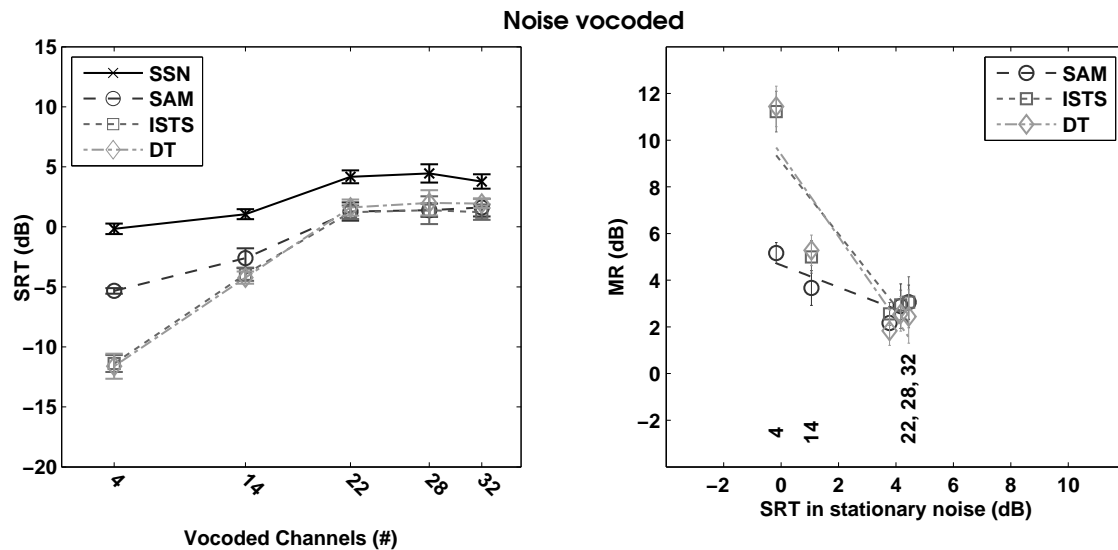 Noise vocoded
15
10
5
0
−5
−10
−15
−20
SRT (dB)
SSN
SAM
ISTS
DT
4
14
22
28
32
Vocoded Channels (#)
12
10
8
6
4
2
0
−2
MR (dB)
SAM
ISTS
DT
4
14
22, 28, 32
−2
0
2
4
6
8
10
SRT in stationary noise (dB)